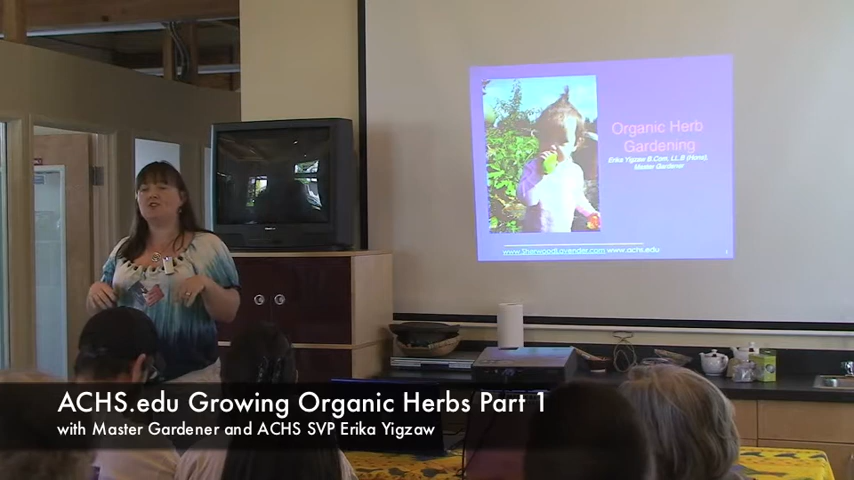 Organic Herb
Gardening
Erika Yigzaw B.Com, LL.B (Hons),
Master Gardener
www.SherwoodLavender.com www.achs.edu
ACHS.edu Growing Organic Herbs Part 1
with Master Gardener and ACHS SVP Erika Yigzaw